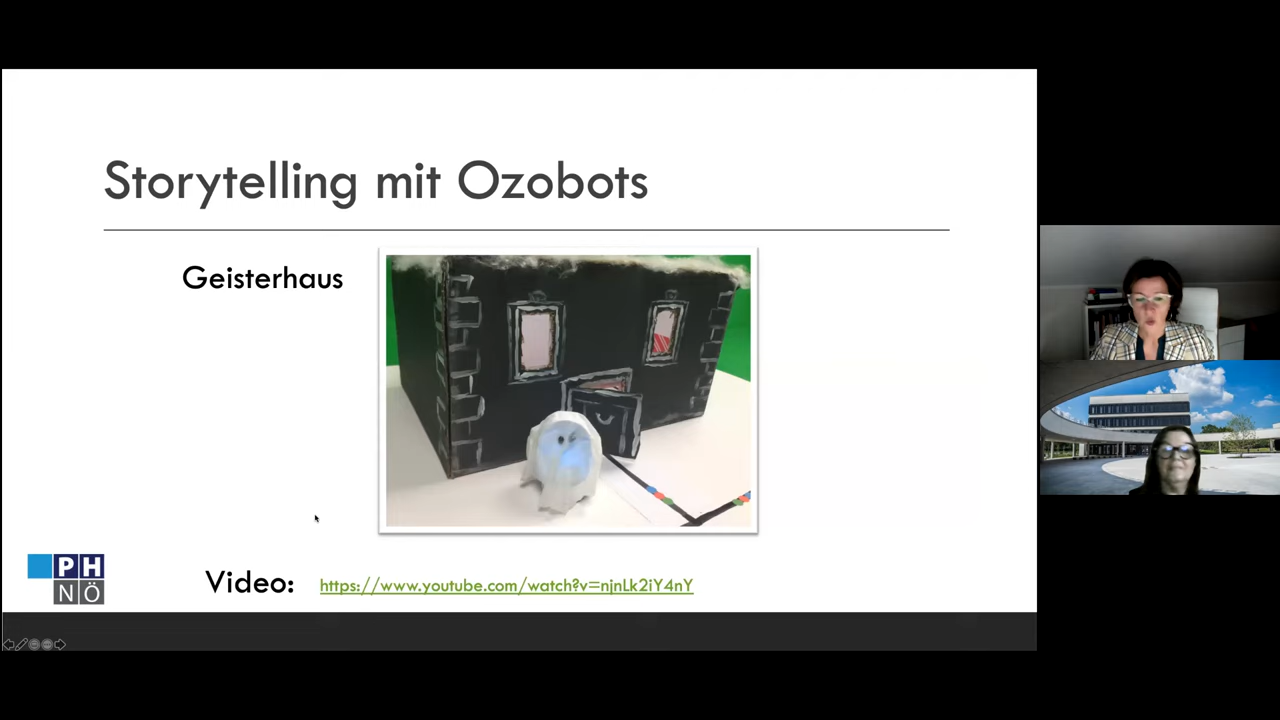 Storytelling mit Ozobots
Geisterhaus
Video: https://www.youtube.com/watch?v=njnLk2iY4nY
PH
NÖ